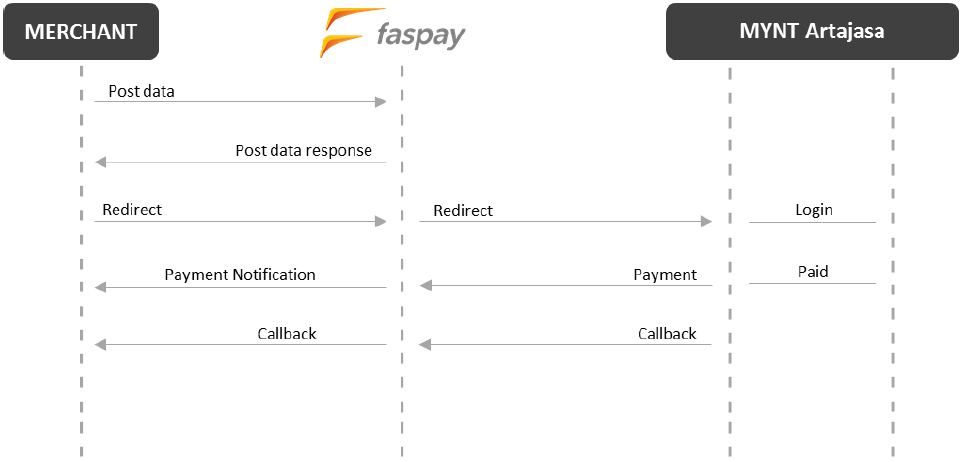 MERCHANT
faspay
MYNT Artajasa
Post data
Post data response
Redirect
Redirect
Login
Payment Notification
Payment
Paid
Callback
Callback